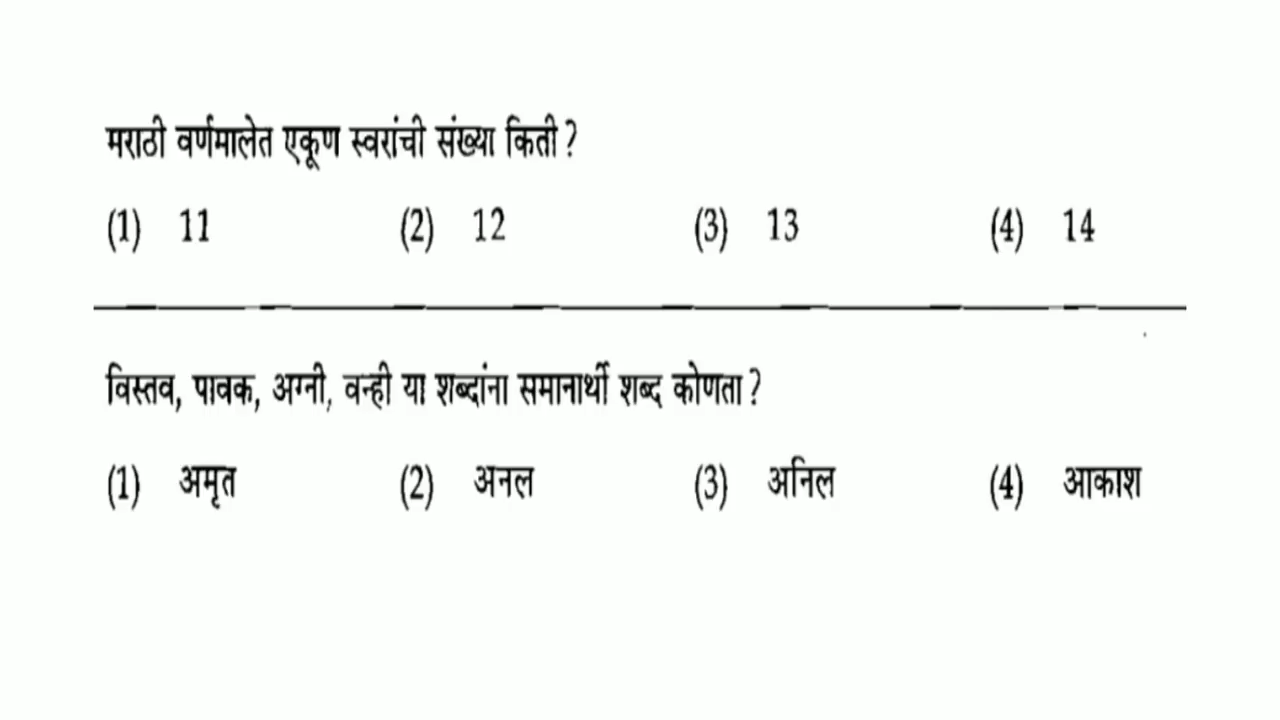 मराठी वर्णमालेत एकूण स्वरांची संख्या किती?
(1) 11 (2) 12 (3) 13 (4) 14
विस्तव, पावक, अग्नी, वन्ही या शब्दांना समानार्थी शब्द कोणता?
(1) अमृत (2) अनल (3) अनिल (4) आकाश